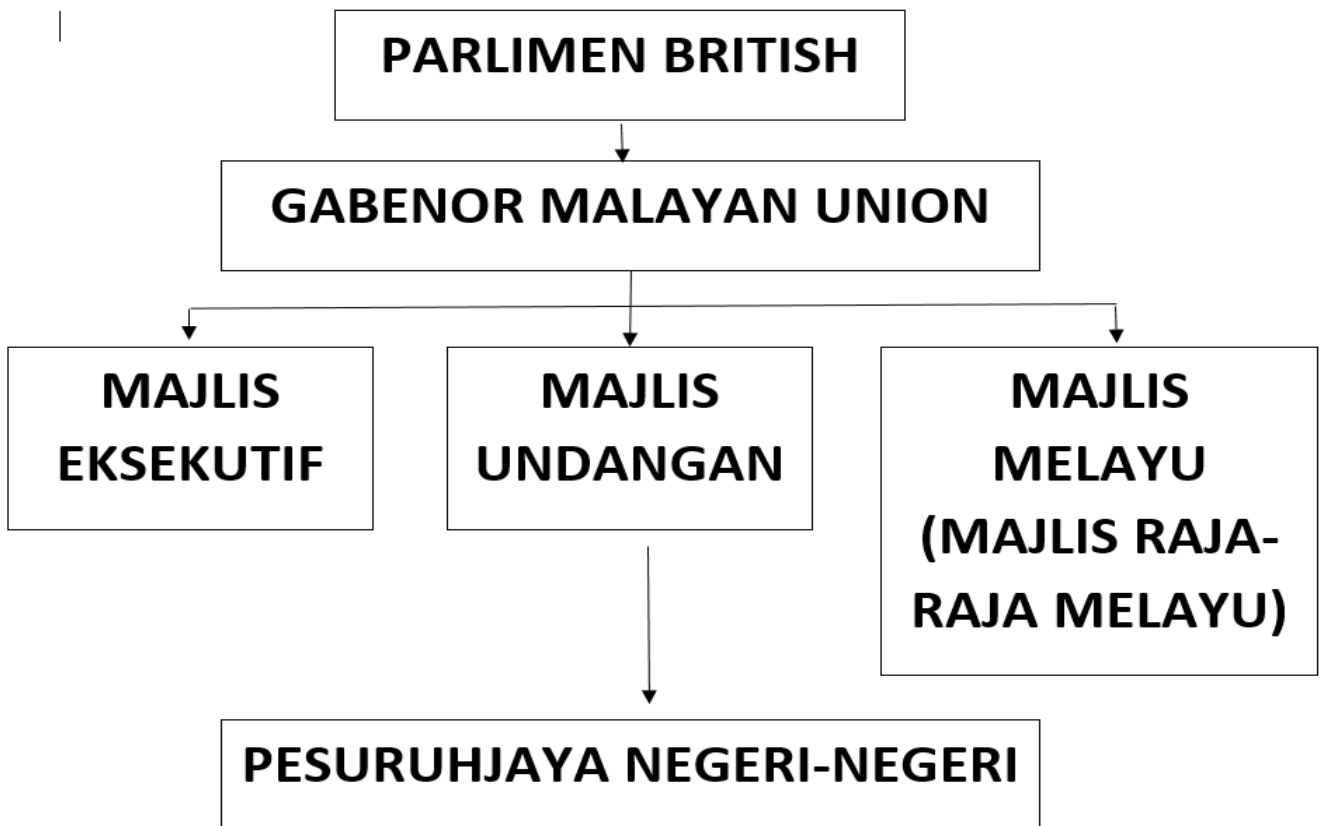 PARLIMEN BRITISH
GABENOR MALAYAN UNION
MAJLIS
EKSEKUTIF
MAJLIS
UNDANGAN
MAJLIS
MELAYU
(MAJLIS RAJA-
RAJA MELAYU)
PESURUHJAYA NEGERI-NEGERI